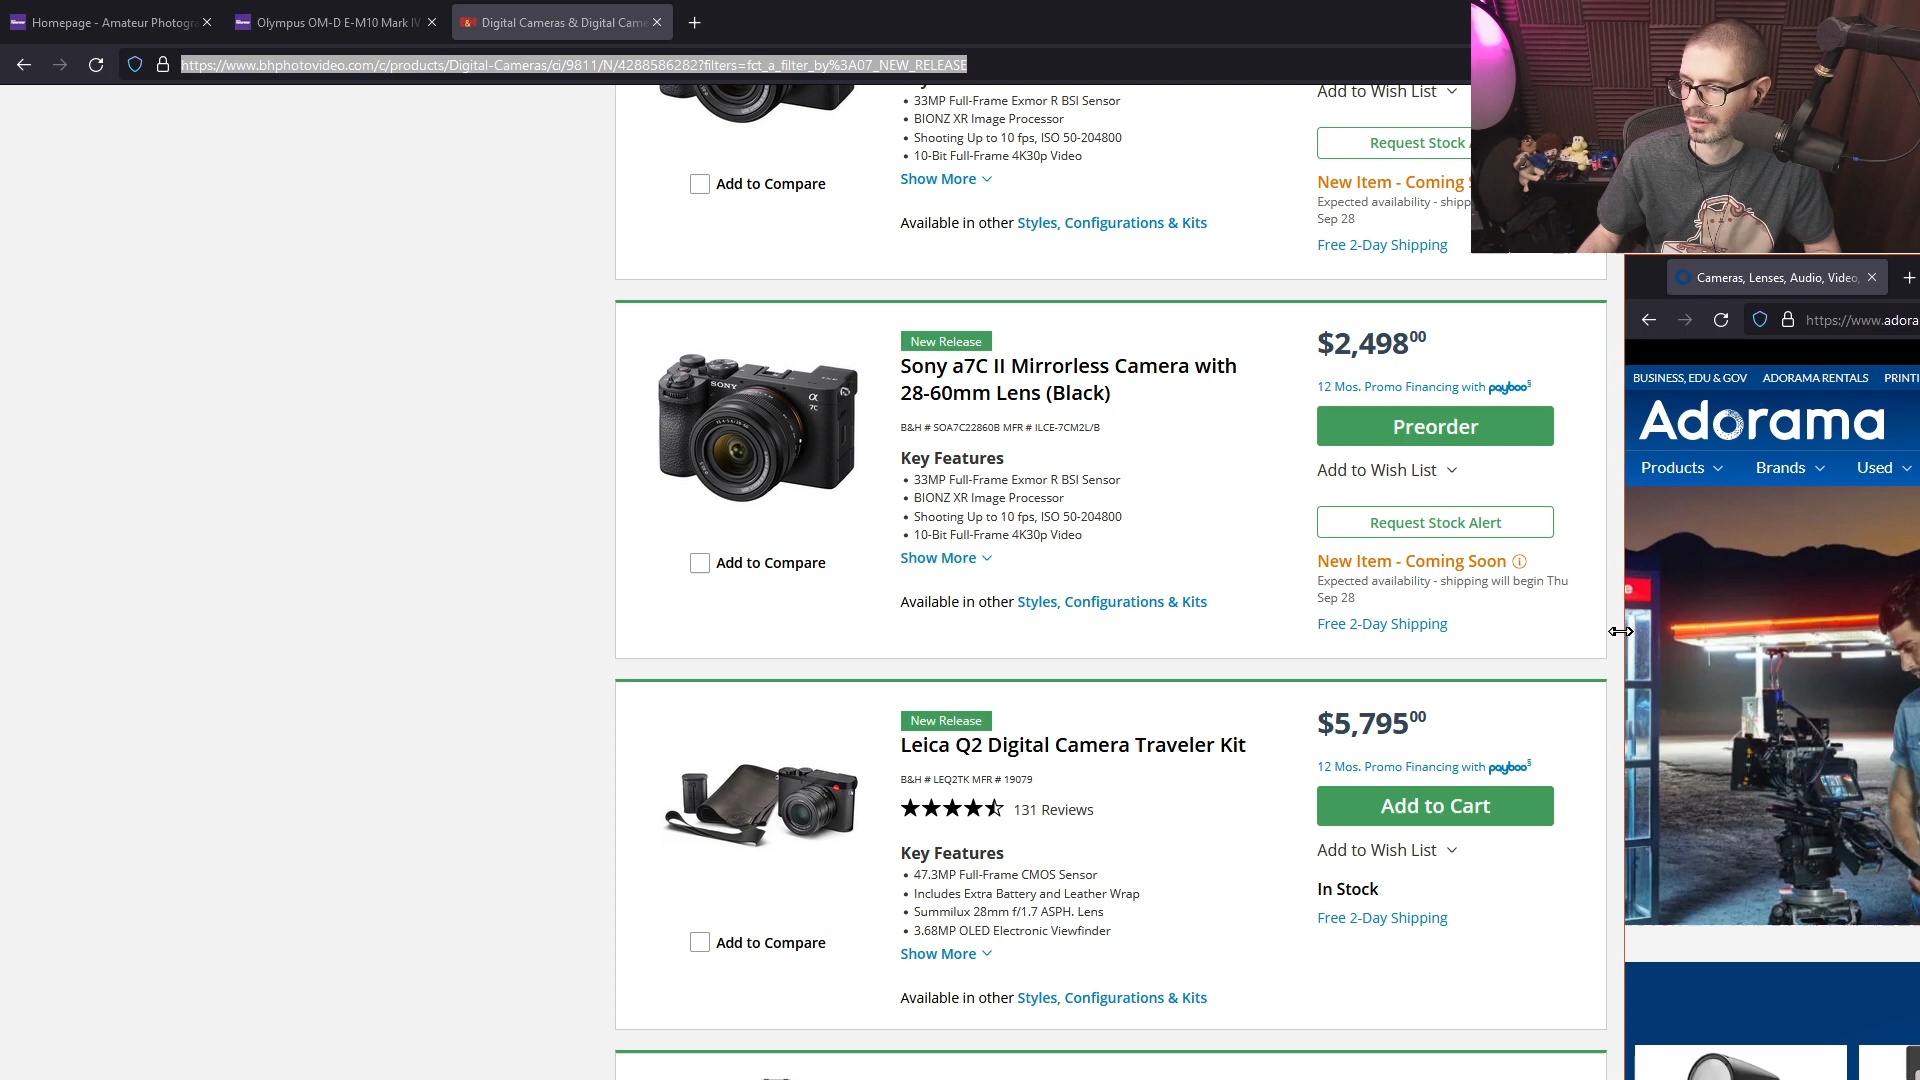 Homepage - Amateur Photogra
Olympus OM-D E-M10 Mark IV
Digital Cameras & Digital Came
https://www.bhphotovideo.com/c/products/Digital-Cameras/ci/9811/N/4288586282?filters=fct_a_filter_by%3A07_NEW_RELEASE
33MP Full-Frame Exmor R BSI Sensor
BIONZ XR Image Processor
Shooting Up to 10 fps, ISO 50-204800
10-Bit Full-Frame 4K30p Video
Show More
Add to Compare
Available in other Styles, Configurations & Kits
Add to Wish List
Request Stock
New Item - Coming
Expected availability - shipp
Sep 28
Free 2-Day Shipping
New Release
Sony a7C II Mirrorless Camera with
28-60mm Lens (Black)
B&H # SOA7C22860B MFR # ILCE-7CM2L/B
Key Features
33MP Full-Frame Exmor R BSI Sensor
BIONZ XR Image Processor
Shooting Up to 10 fps, ISO 50-204800
10-Bit Full-Frame 4K30p Video
Show More
Add to Compare
Available in other Styles, Configurations & Kits
SONY
α
7C
$2,498.00
12 Mos. Promo Financing with payboo§
Preorder
Add to Wish List
Request Stock Alert
New Item - Coming Soon
Expected availability - shipping will begin Thu
Sep 28
Free 2-Day Shipping
New Release
Leica Q2 Digital Camera Traveler Kit
B&H # LEQ2TK MFR # 19079
131 Reviews
Key Features
47.3MP Full-Frame CMOS Sensor
Includes Extra Battery and Leather Wrap
Summilux 28mm f/1.7 ASPH. Lens
3.68MP OLED Electronic Viewfinder
Show More
Add to Compare
Available in other Styles, Configurations & Kits
$5,795.00
12 Mos. Promo Financing with payboo§
Add to Cart
Add to Wish List
In Stock
Free 2-Day Shipping
Cameras, Lenses, Audio, Video,
https://www.adora
BUSINESS, EDU & GOV
ADORAMA RENTALS
PRINTI
Adorama
Products
Brands
Used